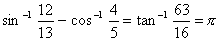 sin⁻¹ 12/13 − cos⁻¹ 4/5 = tan⁻¹ 63/16 = π